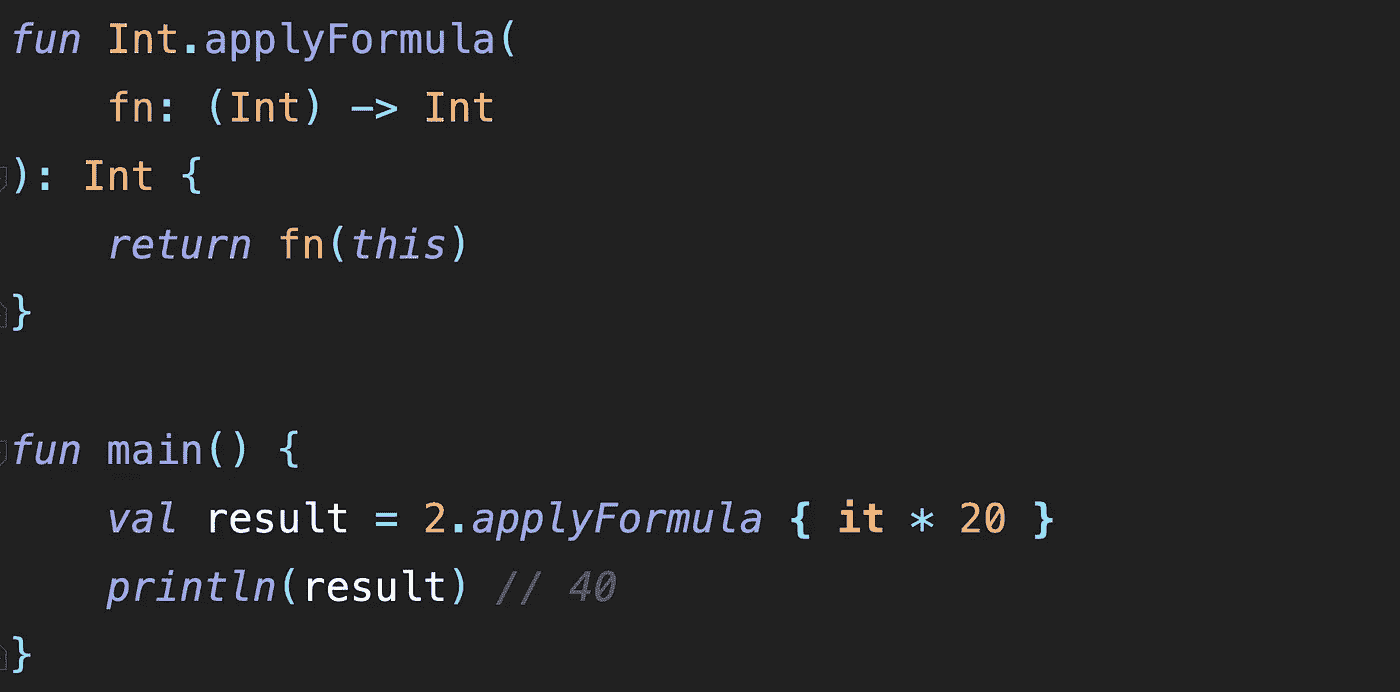 fun Int.applyFormula(
    fn: (Int) -> Int
): Int {
    return fn(this)
}

fun main() {
    val result = 2.applyFormula { it * 20 }
    println(result) // 40
}